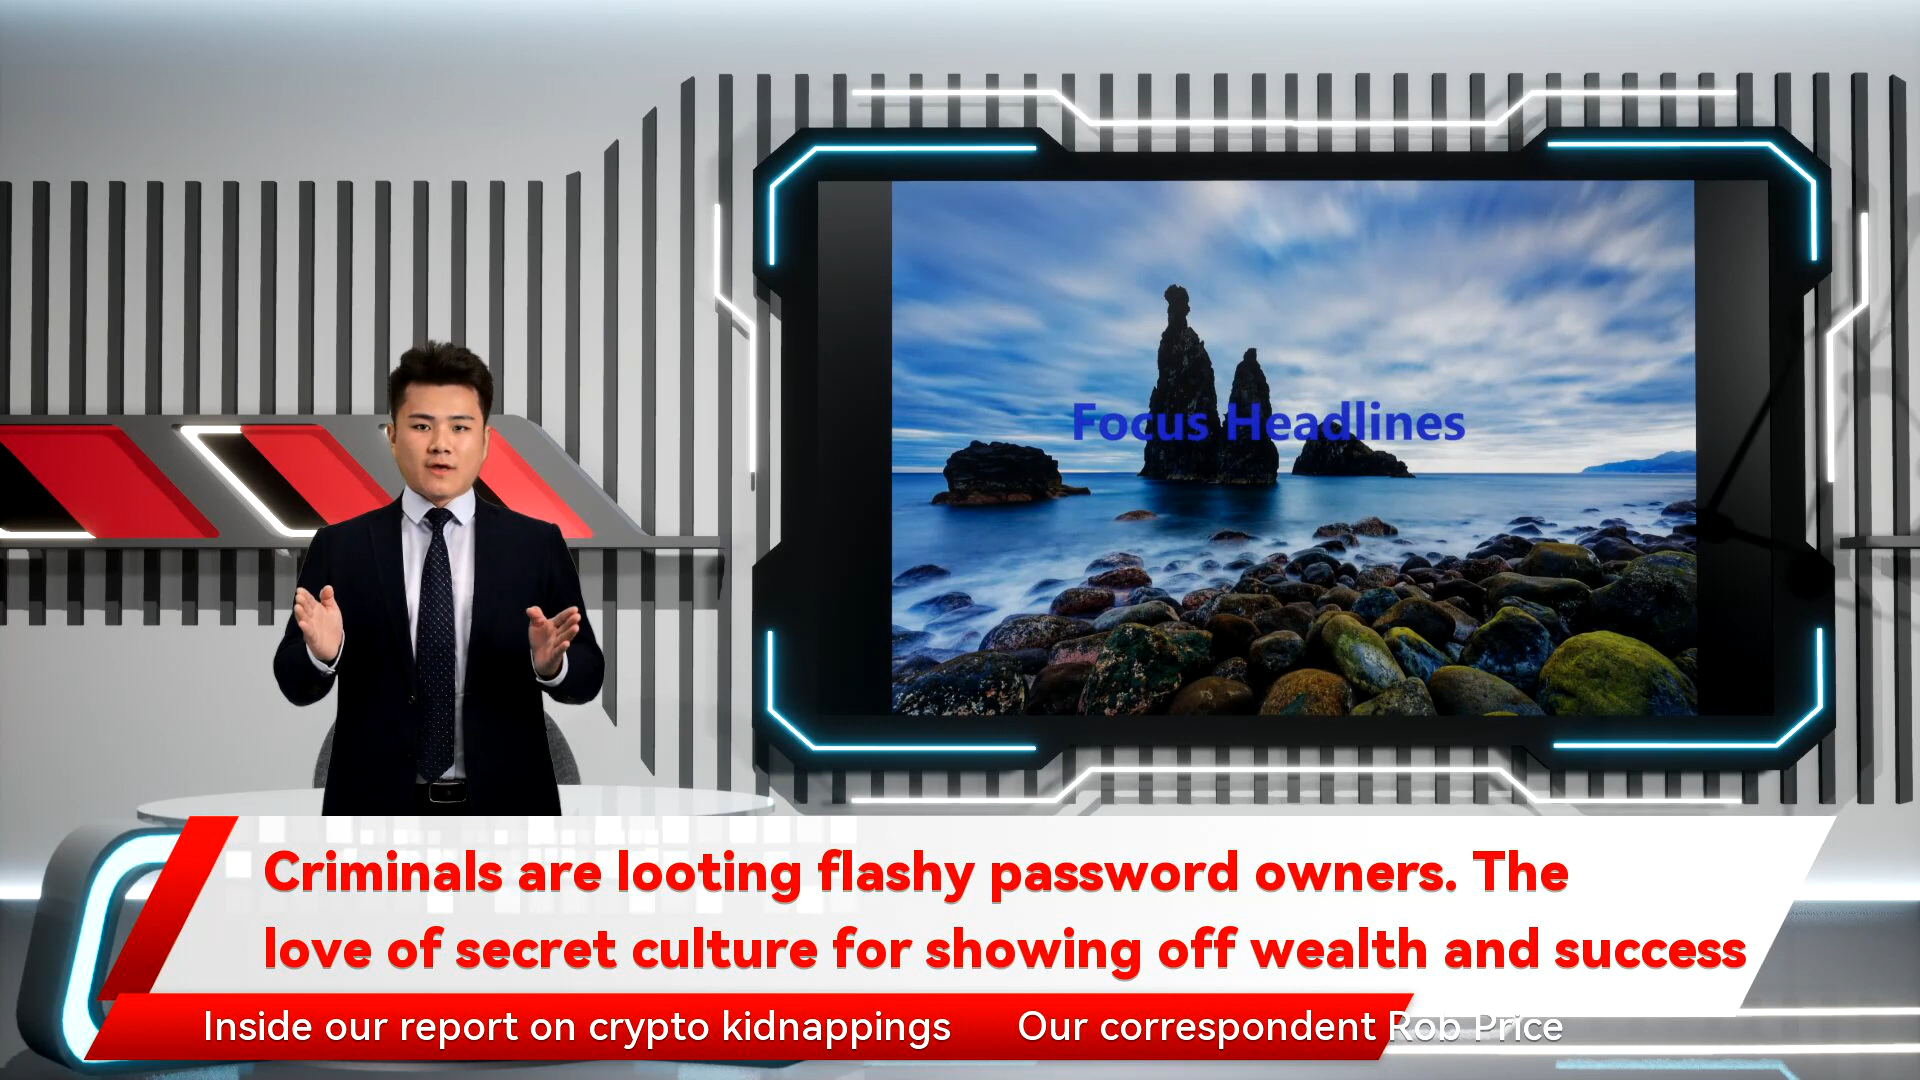 Focus Headlines
Criminals are looting flashy password owners. The
love of secret culture for showing off wealth and success
Inside our report on crypto kidnappings Our correspondent Rob Price